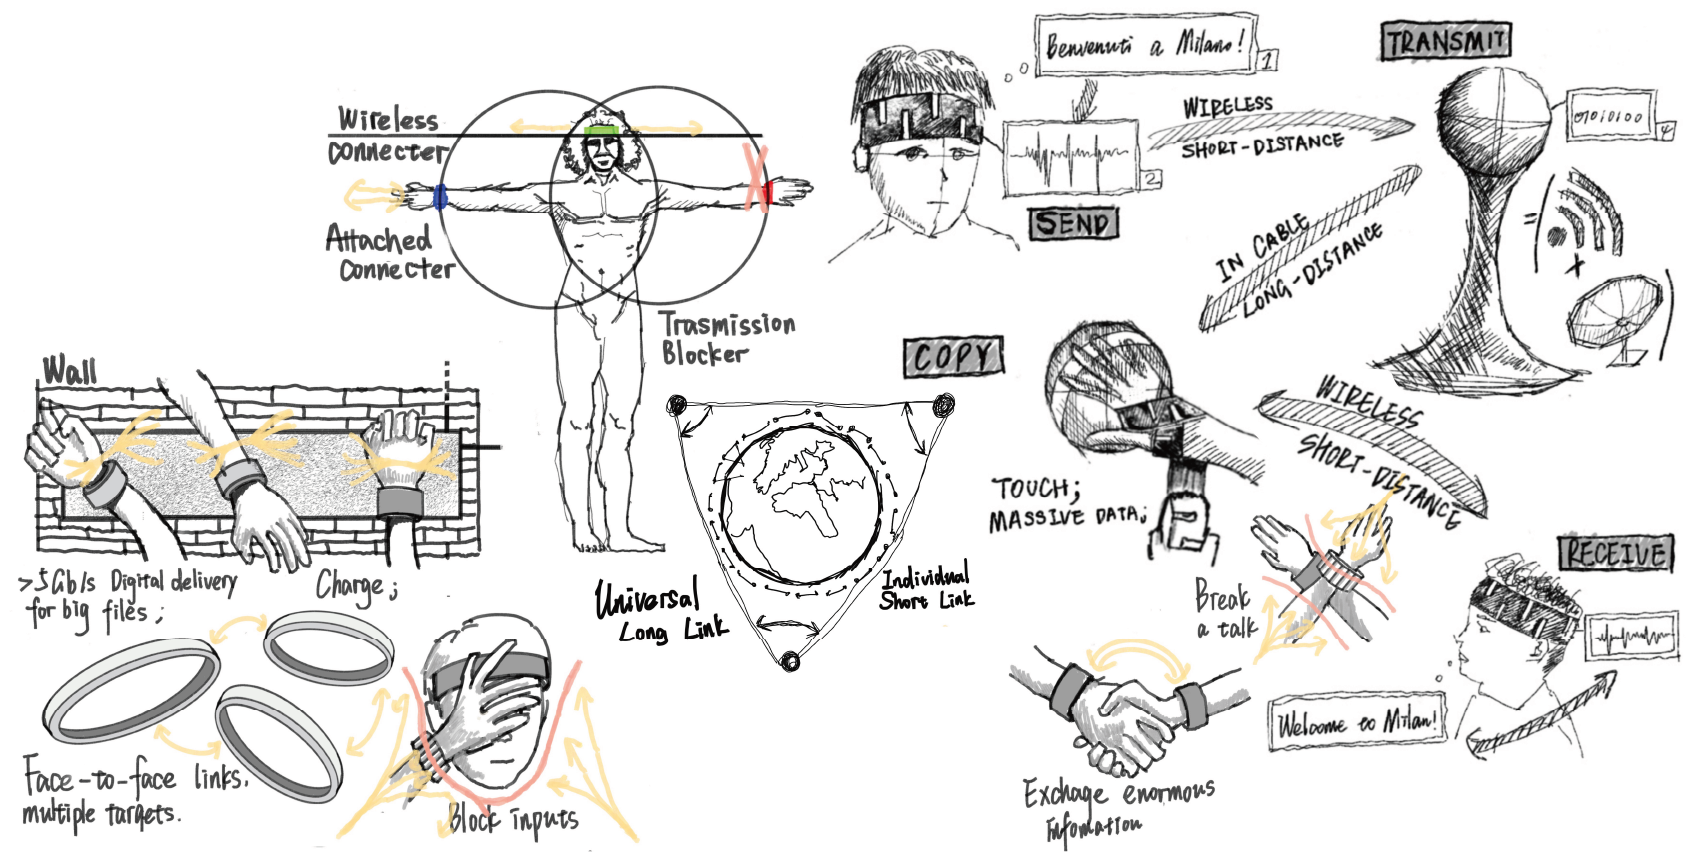 Wireless
Connecter
Attached
Connecter
Trasmission
Blocker
Wall
>5Gb/s Digital delivery
for big files;
Charge;
Face-to-face links.
multiple targets.
Block inputs
Universal
Long Link
Individual
Short Link
Benvenuti a Milano!
1
2
SEND
WIRELESS
SHORT-DISTANCE
TRANSMIT
01010100
IN CABLE
LONG-DISTANCE
COPY
TOUCH;
MASSIVE DATA;
WIRELESS
SHORT-DISTANCE
Break
a talk
RECEIVE
Welcome to Milan!
Exchage enormous
Infomation